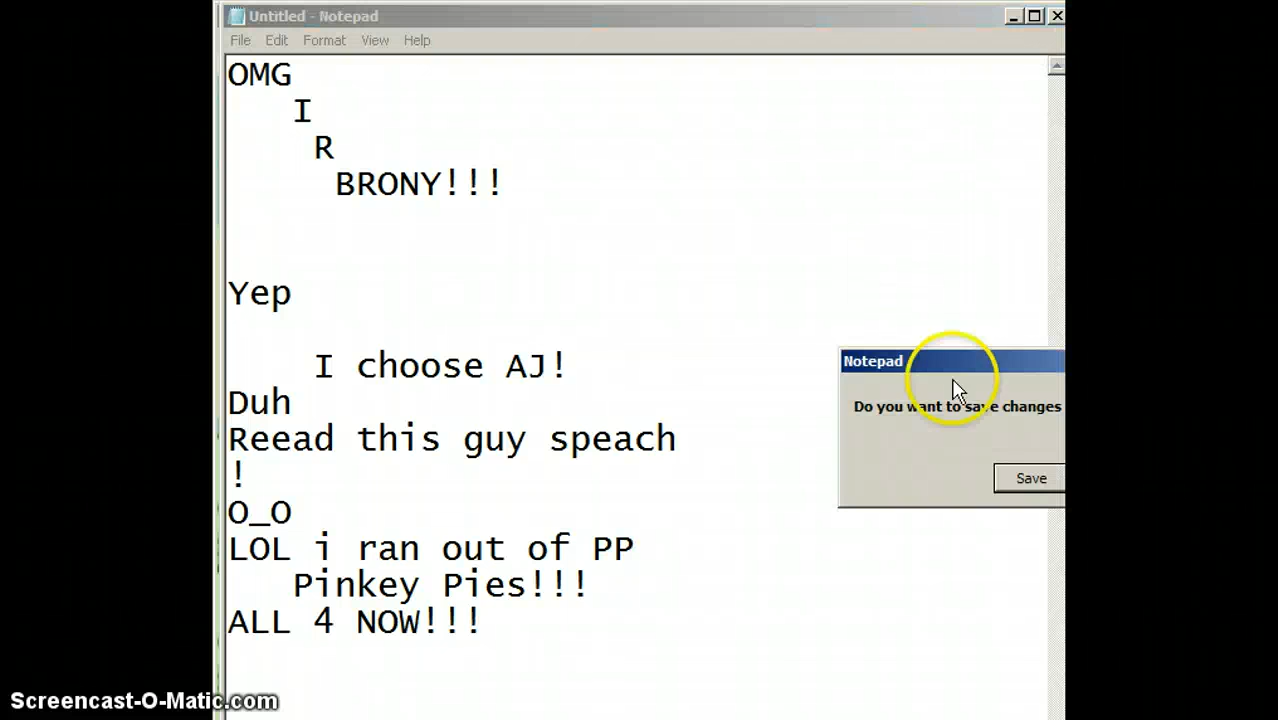 Untitled - Notepad
File Edit Format View Help
OMG
I
R
BRONY!!!
Yep
I choose AJ!
Duh
Reead this guy speach
!
O_O
LOL i ran out of PP
Pinkey Pies!!!
ALL 4 NOW!!!
Notepad
Do you want to save changes
Save
Screencast-O-Matic.com